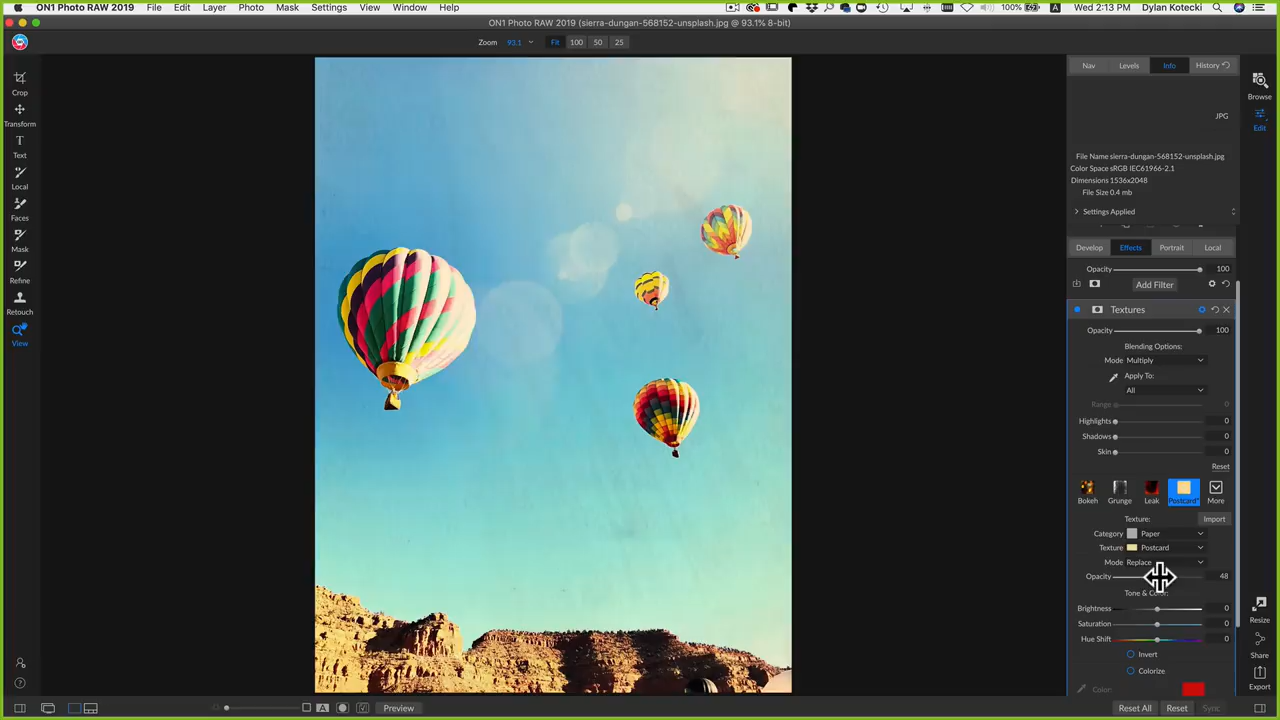 ON1 Photo RAW 2019 File Edit Layer Photo Mask Settings View Window Help 100% Wed 2:13 PM Dylan Kotecki
ON1 Photo RAW 2019 (sierra-dungan-568152-unsplash.jpg @ 93.1% 8-bit)
Zoom 93.1 Fit 100 50 25
Crop
Transform
Text
Local
Faces
Mask
Refine
Retouch
View
Nav Levels Info History
JPG
File Name sierra-dungan-568152-unsplash.jpg
Color Space sRGB IEC61966-2.1
Dimensions 1536x2048
File Size 0.4 mb
Settings Applied
Develop Effects Portrait Local
Opacity 100
Add Filter
Textures
Opacity 100
Blending Options:
Mode Multiply
Apply To:
All
Range 0
Highlights 0
Shadows 0
Skin 0
Reset
Bokeh Grunge Leak Postcard* More
Texture: Import
Category Paper
Texture Postcard
Mode Replace
Opacity 48
Brightness 0
Saturation 0
Hue Shift 0
Invert
Colorize
Color:
Browse
Edit
Resize
Share
Export
Preview
Reset All Reset Sync